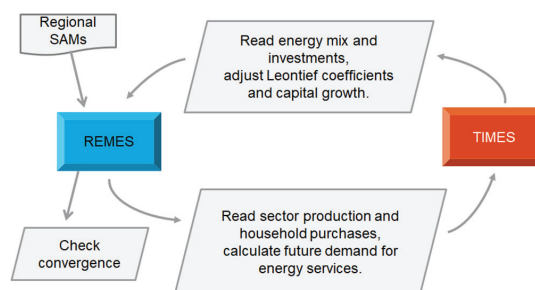 Regional
SAMs
Read energy mix and
investments,
adjust Leontief coefficients
and capital growth.
REMES
TIMES
Read sector production and
household purchases,
calculate future demand for
energy services.
Check
convergence